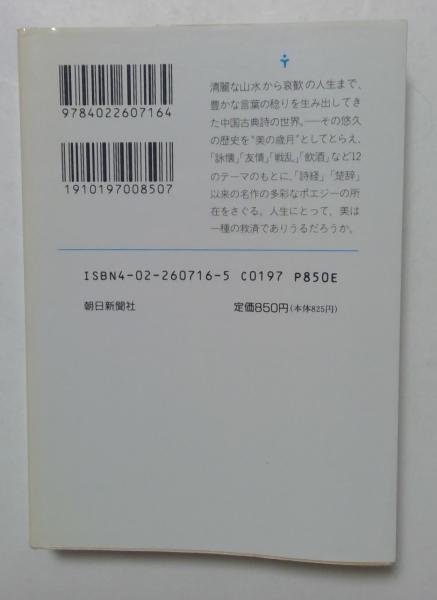 清麗な山水から哀歓の人生まで、
豊かな言葉の稔りを生み出してき
た中国古典詩の世界。──その悠久
の歴史を"美の歳月"としてとらえ、
「詠懐」「友情」「戦乱」「飲酒」など12
のテーマのもとに、「詩経」「楚辞」
以来の名作の多彩なポエジーの所
在をさぐる。人生にとって、美は
一種の救済でありうるだろうか。
9784022607164
1910197008507
ISBN4-02-260716-5 C0197 P850E
朝日新聞社 定価850円(本体825円)